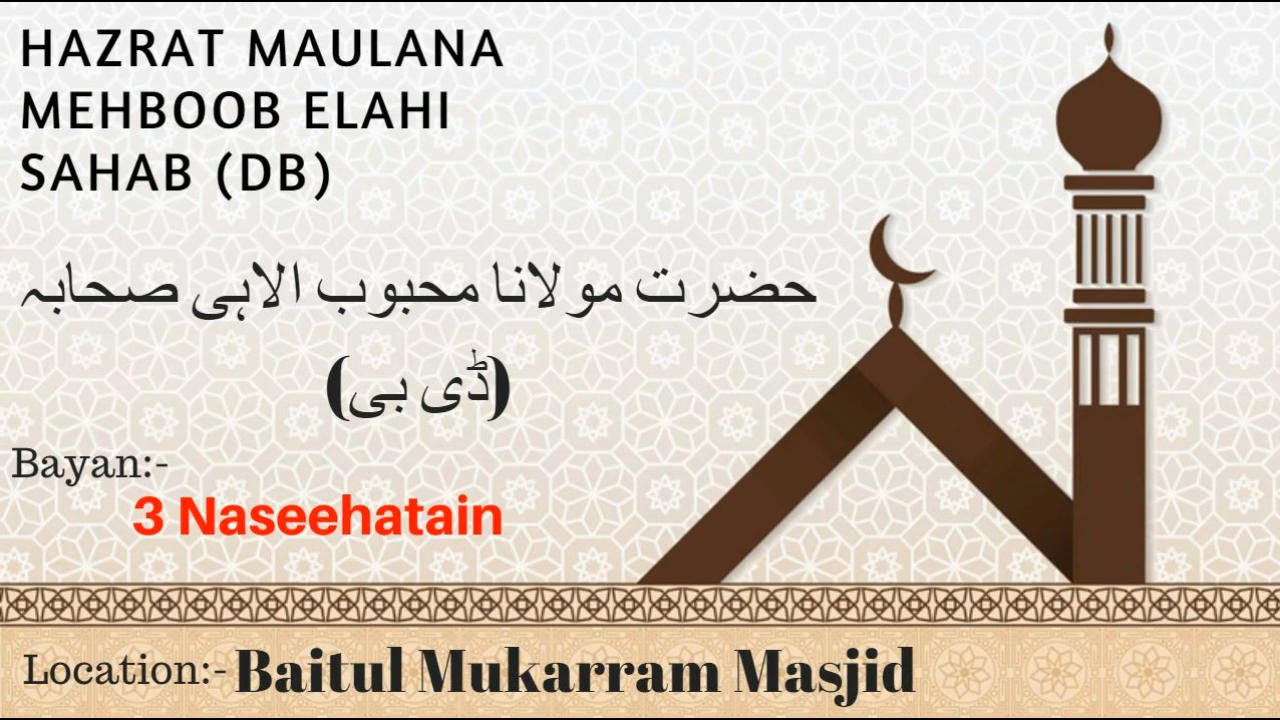 HAZRAT MAULANA
MEHBOOB ELAHI
SAHAB (DB)
حضرت مولانا محبوب الاہی صحابہ
(ڈی بی)
Bayan:-
3 Naseehatain
Location:- Baitul Mukarram Masjid